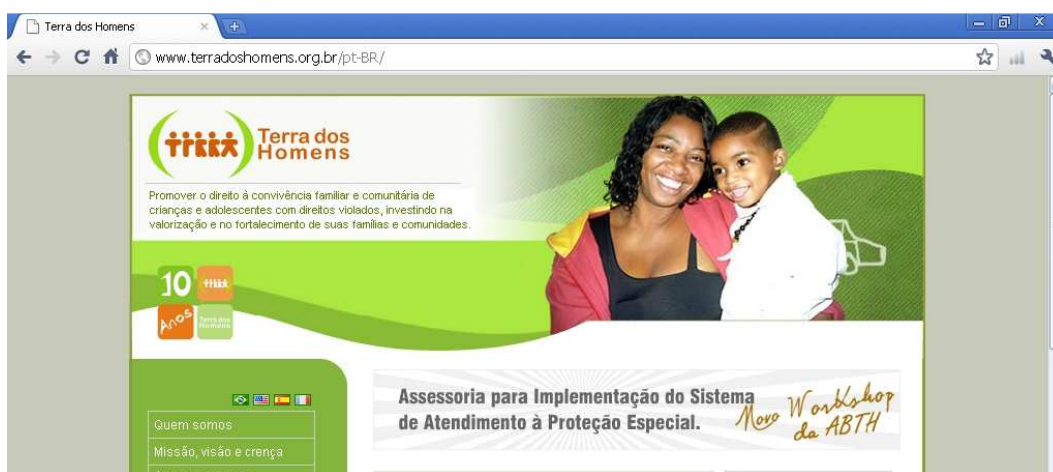 Terra dos Homens
www.terradoshomens.org.br/pt-BR/
Terra dos
Homens
Promover o direito à convivência familiar e comunitária de
crianças e adolescentes com direitos violados, investindo na
valorização e no fortalecimento de suas famílias e comunidades.
10
Anos
Terra dos
Homens
Assessoria para Implementação do Sistema
de Atendimento à Proteção Especial.
Novo Workshop
da ABTH
Quem somos
Missão, visão e crença